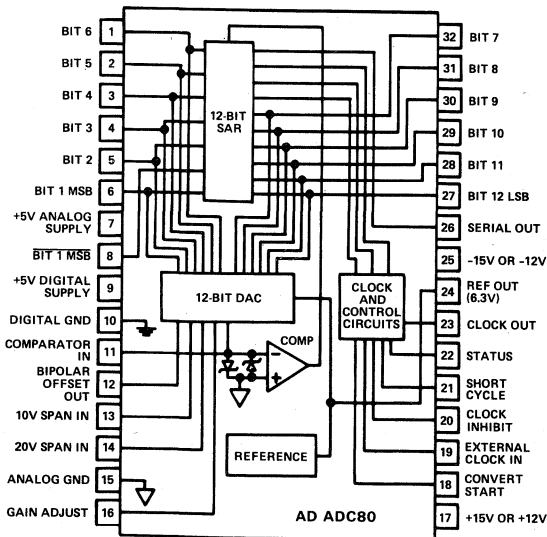 BIT 6 1
BIT 5 2
BIT 4 3
BIT 3 4
BIT 2 5
BIT 1 MSB 6
+5V ANALOG
SUPPLY 7
BIT 1 MSB 8
+5V DIGITAL
SUPPLY 9
DIGITAL GND 10
COMPARATOR
IN 11
BIPOLAR
OFFSET
OUT 12
10V SPAN IN 13
20V SPAN IN 14
ANALOG GND 15
GAIN ADJUST 16
12-BIT
SAR
12-BIT DAC
COMP
−
+
CLOCK
AND
CONTROL
CIRCUITS
REFERENCE
AD ADC80
32 BIT 7
31 BIT 8
30 BIT 9
29 BIT 10
28 BIT 11
27 BIT 12 LSB
26 SERIAL OUT
25 -15V OR -12V
24 REF OUT
(6.3V)
23 CLOCK OUT
22 STATUS
21 SHORT
CYCLE
20 CLOCK
INHIBIT
19 EXTERNAL
CLOCK IN
18 CONVERT
START
17 +15V OR +12V